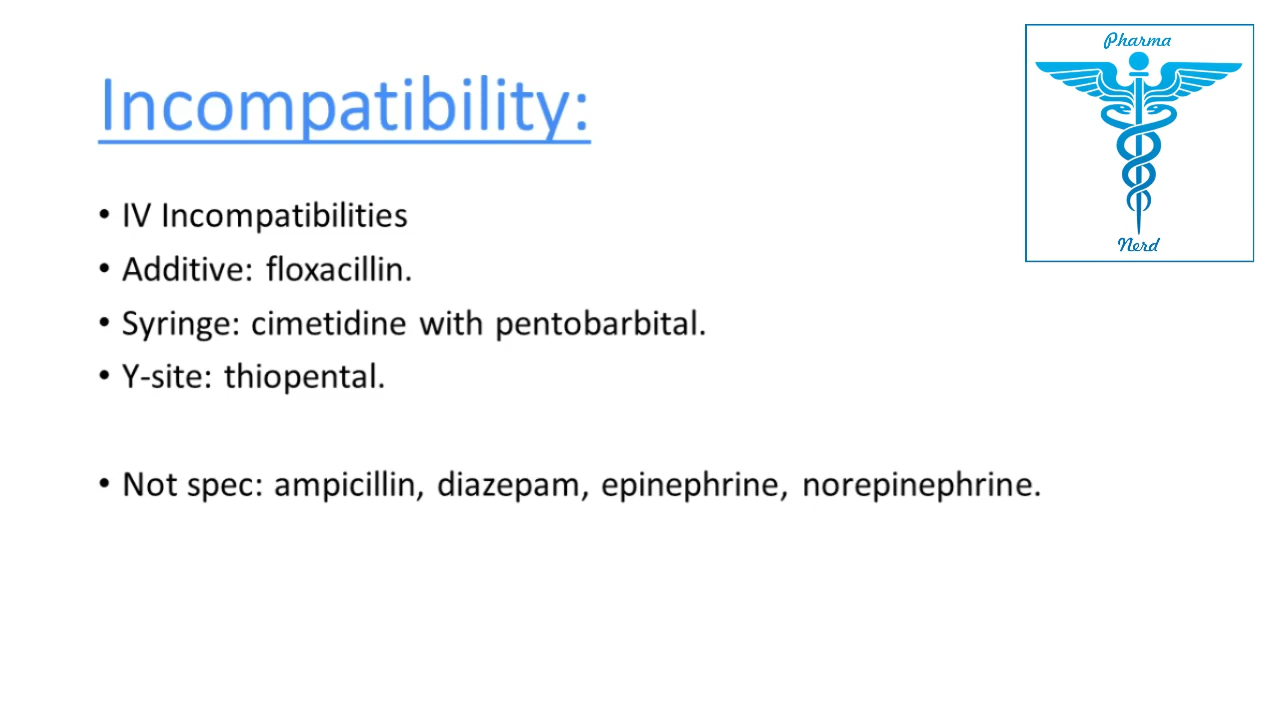 Pharma
Incompatibility:
• IV Incompatibilities
Nerd
• Additive: floxacillin.
• Syringe: cimetidine with pentobarbital.
• Y-site: thiopental.
• Not spec: ampicillin, diazepam, epinephrine, norepinephrine.